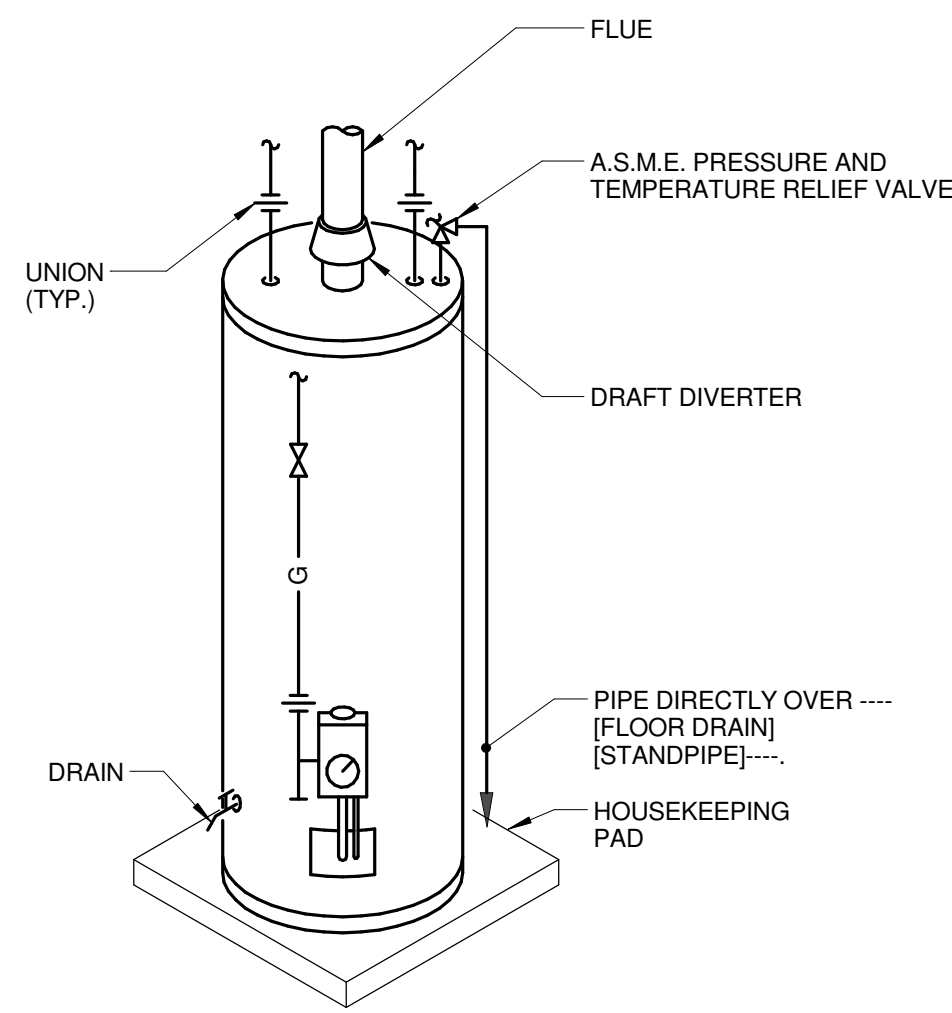 FLUE
A.S.M.E. PRESSURE AND
TEMPERATURE RELIEF VALVE
UNION
(TYP.)
DRAFT DIVERTER
G
PIPE DIRECTLY OVER ----
[FLOOR DRAIN]
[STANDPIPE]----.
DRAIN
HOUSEKEEPING
PAD